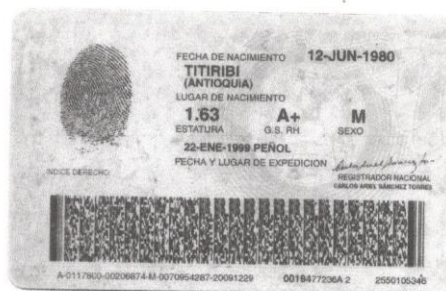 FECHA DE NACIMIENTO 12-JUN-1980
TITIRIBI
(ANTIOQUIA)
LUGAR DE NACIMIENTO
1.63 A+ M
ESTATURA G.S. RH SEXO
22-ENE-1999 PEÑOL
FECHA Y LUGAR DE EXPEDICION
INDICE DERECHO
REGISTRADOR NACIONAL
CARLOS ARIEL SÁNCHEZ TORRES
A-0117800-00206874-M-0070954287-20091229 0019477236A 2 2550105346